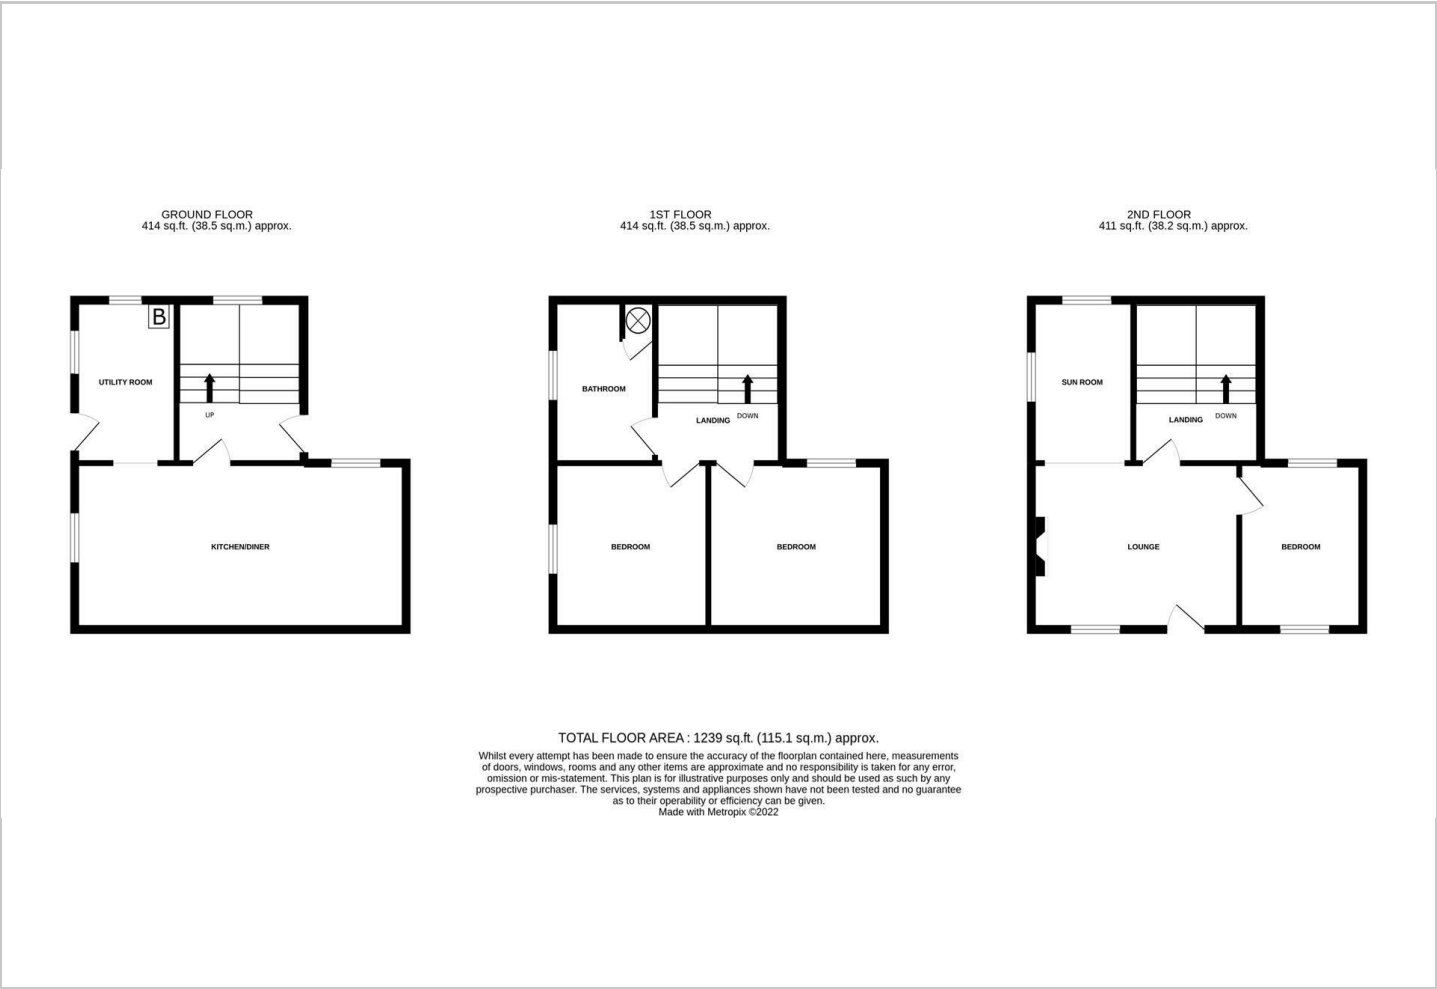 GROUND FLOOR
414 sq.ft. (38.5 sq.m.) approx.
1ST FLOOR
414 sq.ft. (38.5 sq.m.) approx.
2ND FLOOR
411 sq.ft. (38.2 sq.m.) approx.
B
UTILITY ROOM
UP
KITCHEN/DINER
BATHROOM
LANDING
DOWN
BEDROOM
BEDROOM
SUN ROOM
LANDING
DOWN
LOUNGE
BEDROOM
TOTAL FLOOR AREA : 1239 sq.ft. (115.1 sq.m.) approx.
Whilst every attempt has been made to ensure the accuracy of the floorplan contained here, measurements
of doors, windows, rooms and any other items are approximate and no responsibility is taken for any error,
omission or mis-statement. This plan is for illustrative purposes only and should be used as such by any
prospective purchaser. The services, systems and appliances shown have not been tested and no guarantee
as to their operability or efficiency can be given.
Made with Metropix ©2022